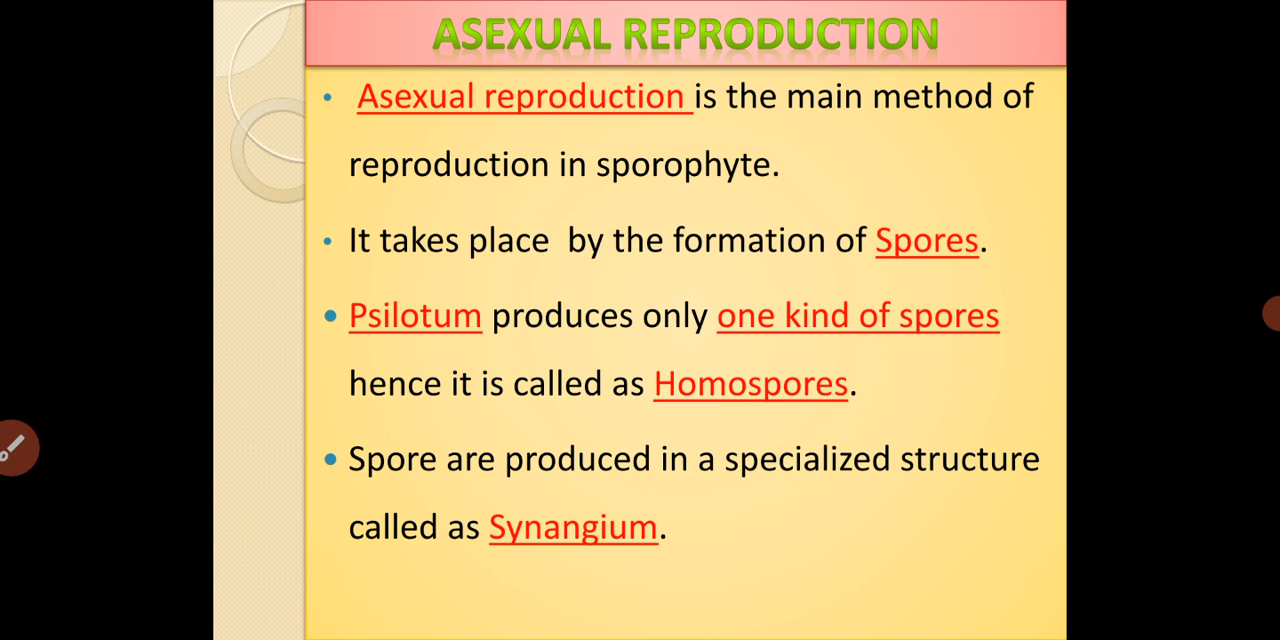 ASEXUAL REPRODUCTION
• Asexual reproduction is the main method of
reproduction in sporophyte.
• It takes place by the formation of Spores.
• Psilotum produces only one kind of spores
hence it is called as Homospores.
• Spore are produced in a specialized structure
called as Synangium.